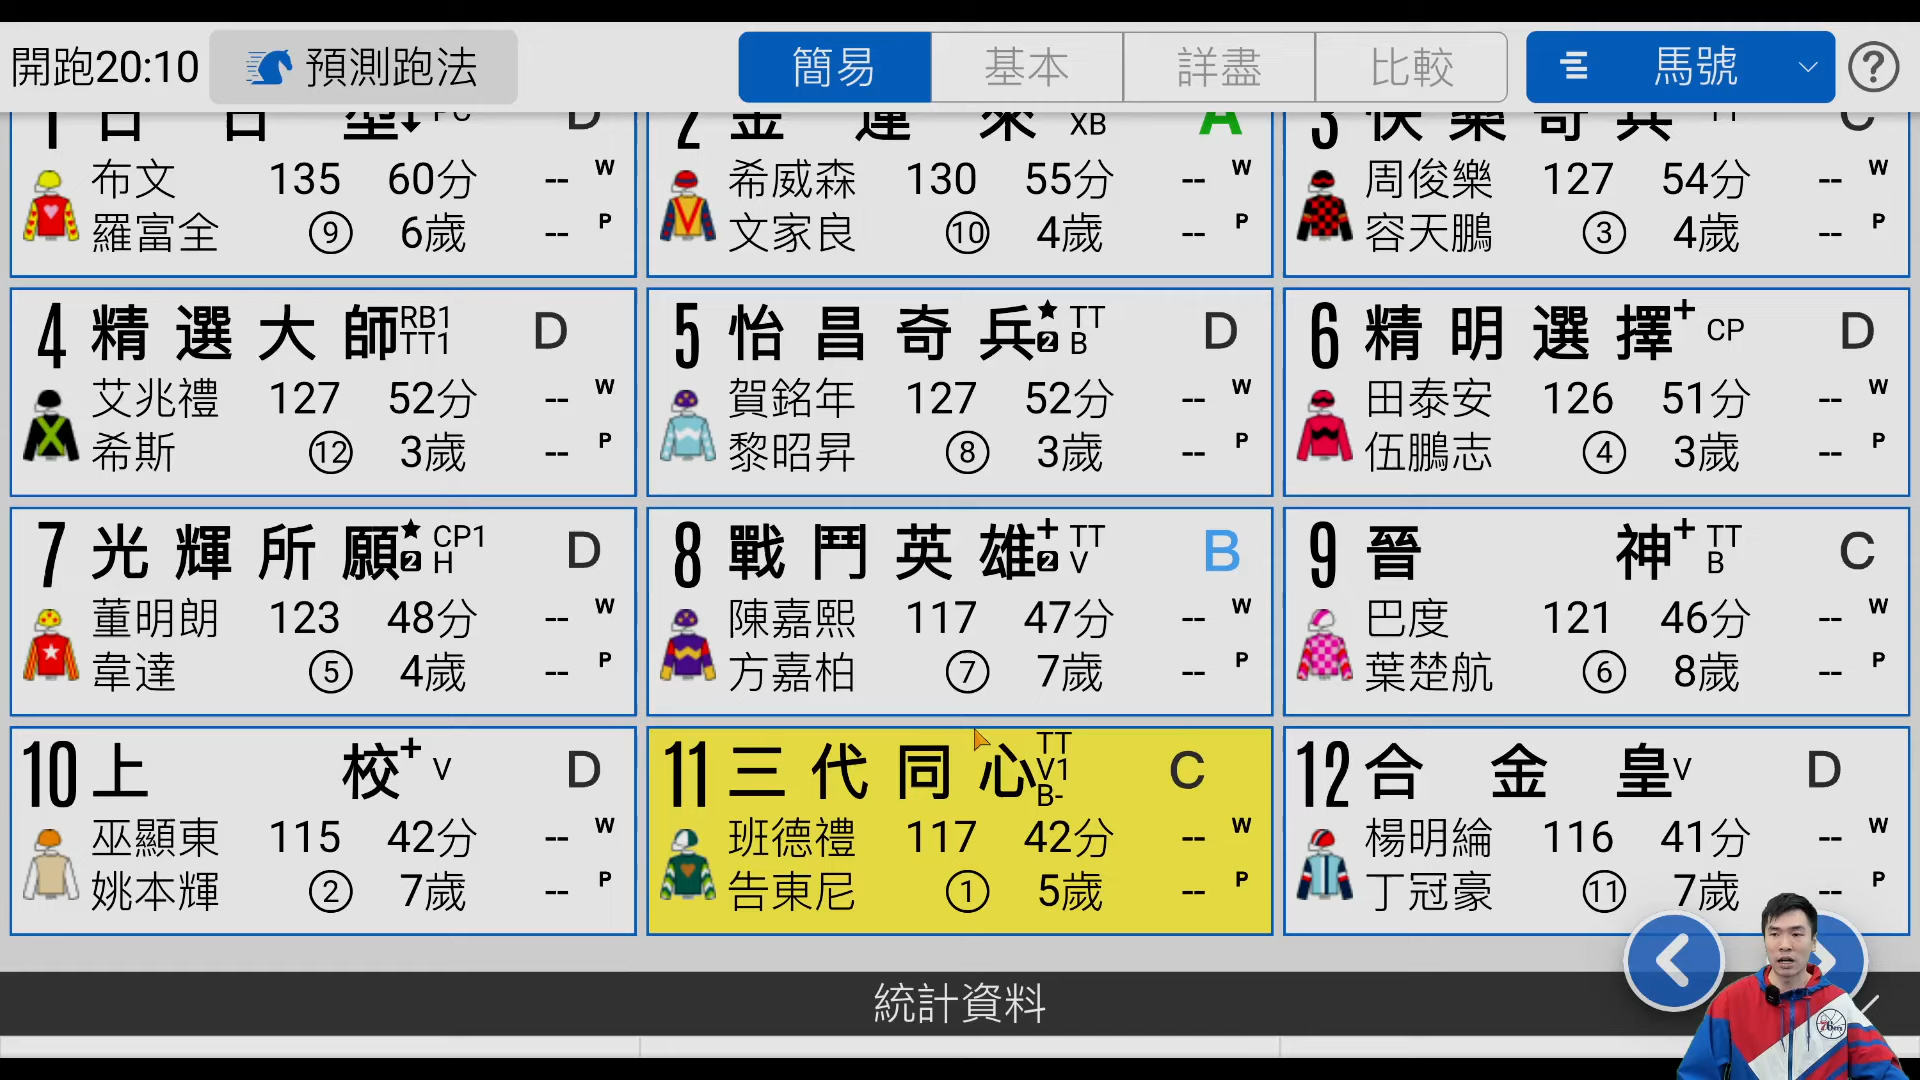 開跑20:10 預測跑法 簡易 基本 詳盡 比較 馬號 ?
布文 135 60分 -- W
羅富全 9 6歲 -- P
2 金運來 XB A
希威森 130 55分 -- W
文家良 10 4歲 -- P
3 快樂奇兵 TT C
周俊樂 127 54分 -- W
容天鵬 3 4歲 -- P
4 精選大師 RB1 TT1 D
艾兆禮 127 52分 -- W
希斯 12 3歲 -- P
5 怡昌奇兵 ★ 2 TT B D
賀銘年 127 52分 -- W
黎昭昇 8 3歲 -- P
6 精明選擇 + CP D
田泰安 126 51分 -- W
伍鵬志 4 3歲 -- P
7 光輝所願 ★ 2 CP1 H D
董明朗 123 48分 -- W
韋達 5 4歲 -- P
8 戰鬥英雄 + 2 TT V B
陳嘉熙 117 47分 -- W
方嘉柏 7 7歲 -- P
9 晉神 + TT B C
巴度 121 46分 -- W
葉楚航 6 8歲 -- P
10 上校 + V D
巫顯東 115 42分 -- W
姚本輝 2 7歲 -- P
11 三代同心 TT V1 B- C
班德禮 117 42分 -- W
告東尼 1 5歲 -- P
12 合金皇 V D
楊明綸 116 41分 -- W
丁冠豪 11 7歲 -- P
統計資料
76ers